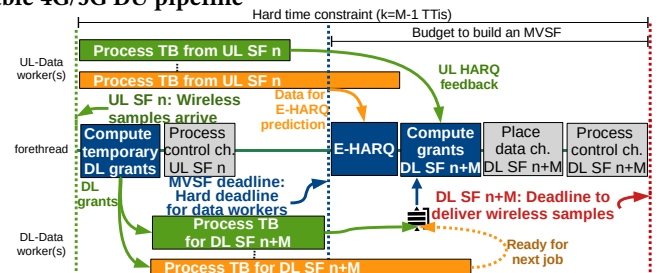 ble 4G/5G DU pipeline
Hard time constraint (k=M-1 TTis)
Budget to build an MVSF
UL-Data
worker(s)
Process TB from UL SF n
Process TB from UL SF n
UL SF n: Wireless
samples arrive
Data for
E-HARQ
prediction
UL HARQ
feedback
forethread
Compute
temporary
DL grants
Process
control ch.
UL SF n
E-HARQ
Compute
grants
DL SF n+M
Place
data ch.
DL SF n+M
Process
control ch.
DL SF n+M
DL
grants
MVSF deadline:
Hard deadline
for data workers
DL SF n+M: Deadline to
deliver wireless samples
DL-Data
worker(s)
Process TB
for DL SF n+M
Process TB for DL SF n+M
Ready for
next job